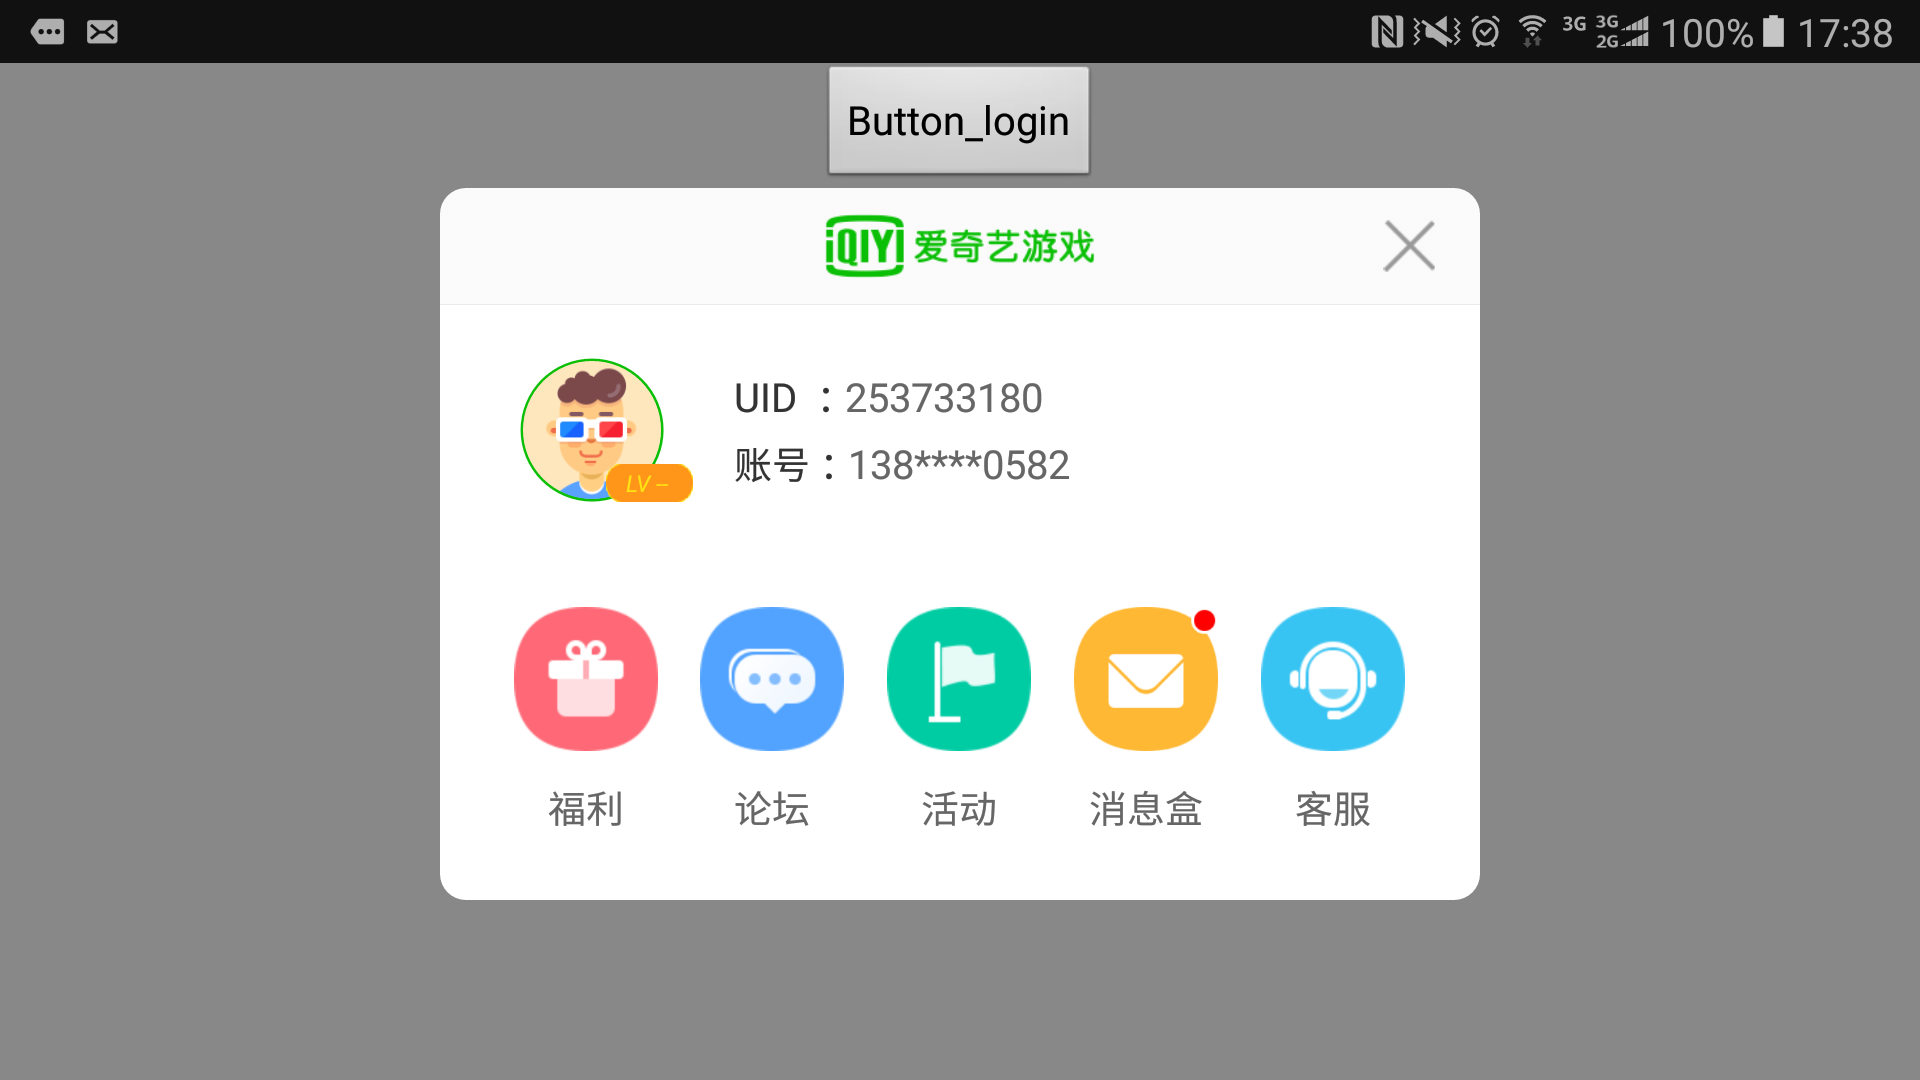 3G 3G 2G 100% 17:38
Button_login
iQIYI 爱奇艺游戏
UID ：253733180
账号：138****0582
LV --
福利 论坛 活动 消息盒 客服